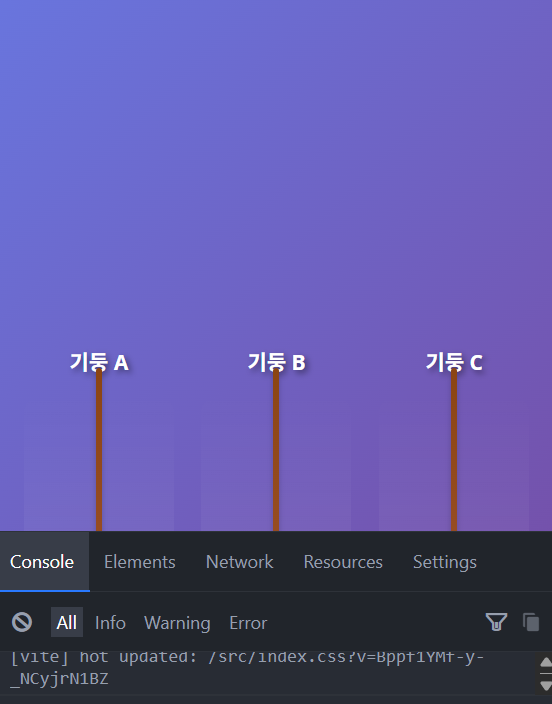 기둥 A 기둥 B 기둥 C
Console Elements Network Resources Settings
All Info Warning Error
[vite] hot updated: /src/index.css?v=Bppf1YMf-y-
_NCyjrN1BZ